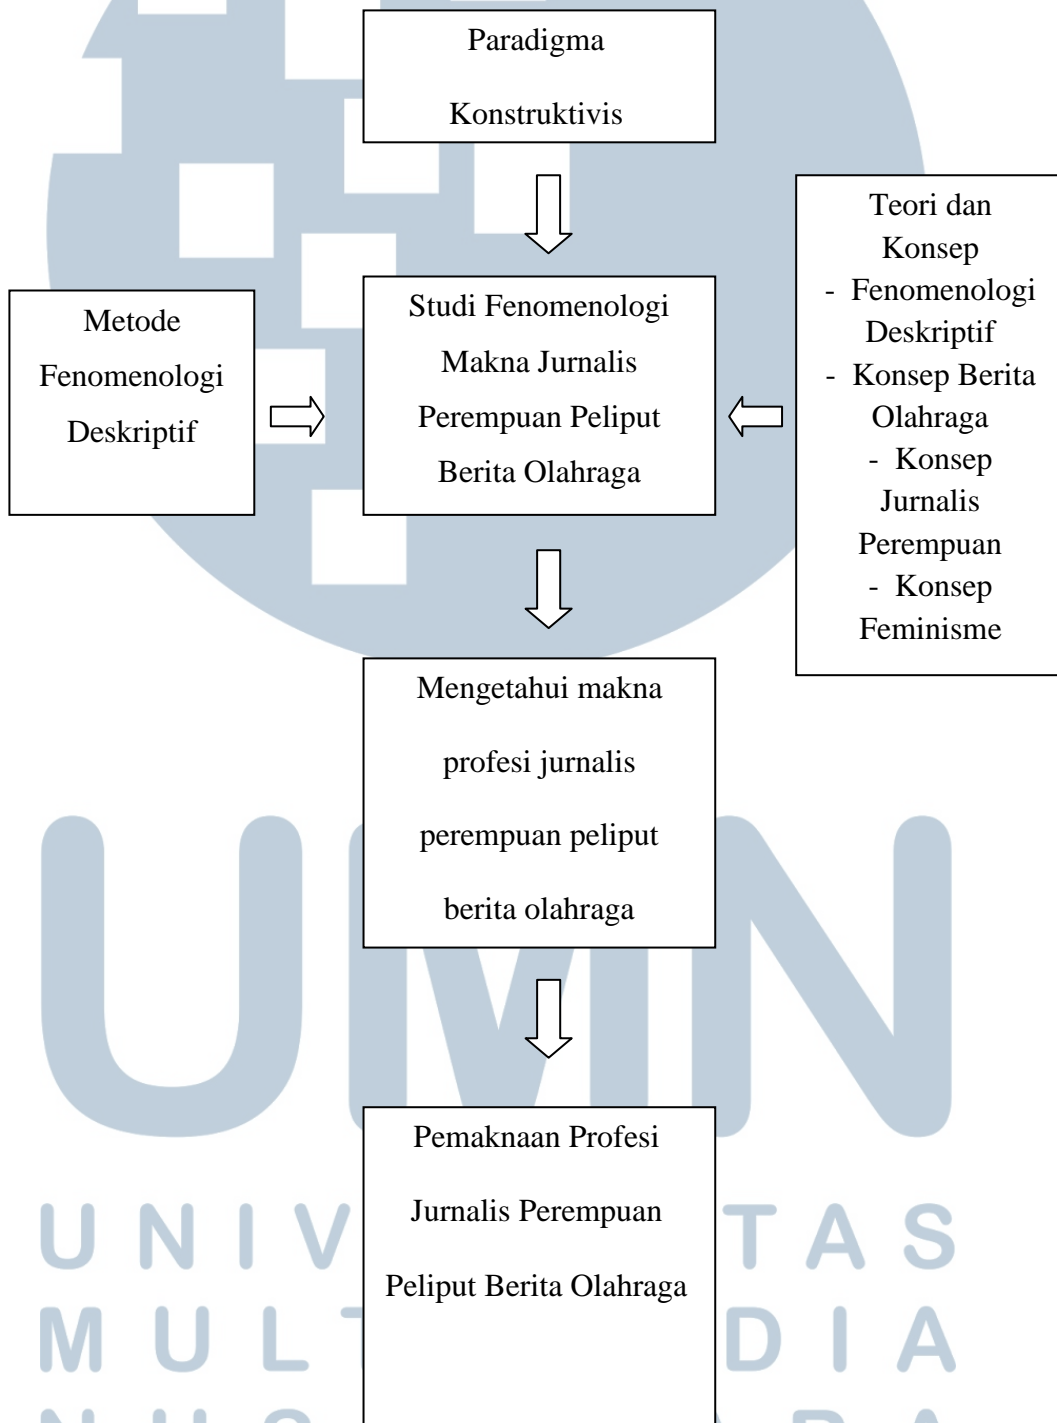 Paradigma
Konstruktivis
Teori dan
Konsep
- Fenomenologi
Deskriptif
- Konsep Berita
Olahraga
- Konsep
Jurnalis
Perempuan
- Konsep
Feminisme
Metode
Fenomenologi
Deskriptif
Studi Fenomenologi
Makna Jurnalis
Perempuan Peliput
Berita Olahraga
Mengetahui makna
profesi jurnalis
perempuan peliput
berita olahraga
Pemaknaan Profesi
Jurnalis Perempuan
Peliput Berita Olahraga
UMN
UNIV TAS
MUL DIA